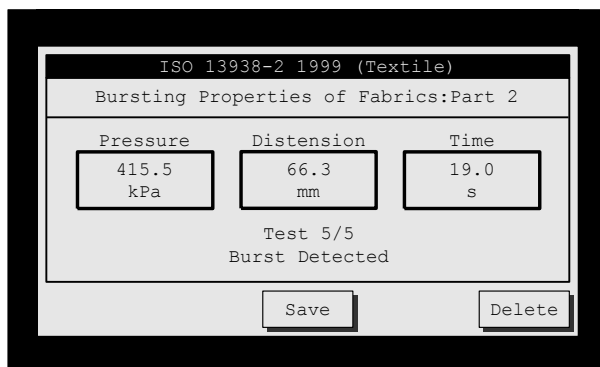 ISO 13938-2 1999 (Textile)
Bursting Properties of Fabrics:Part 2
Pressure Distension Time
415.5 66.3 19.0
kPa mm s
Test 5/5
Burst Detected
Save Delete